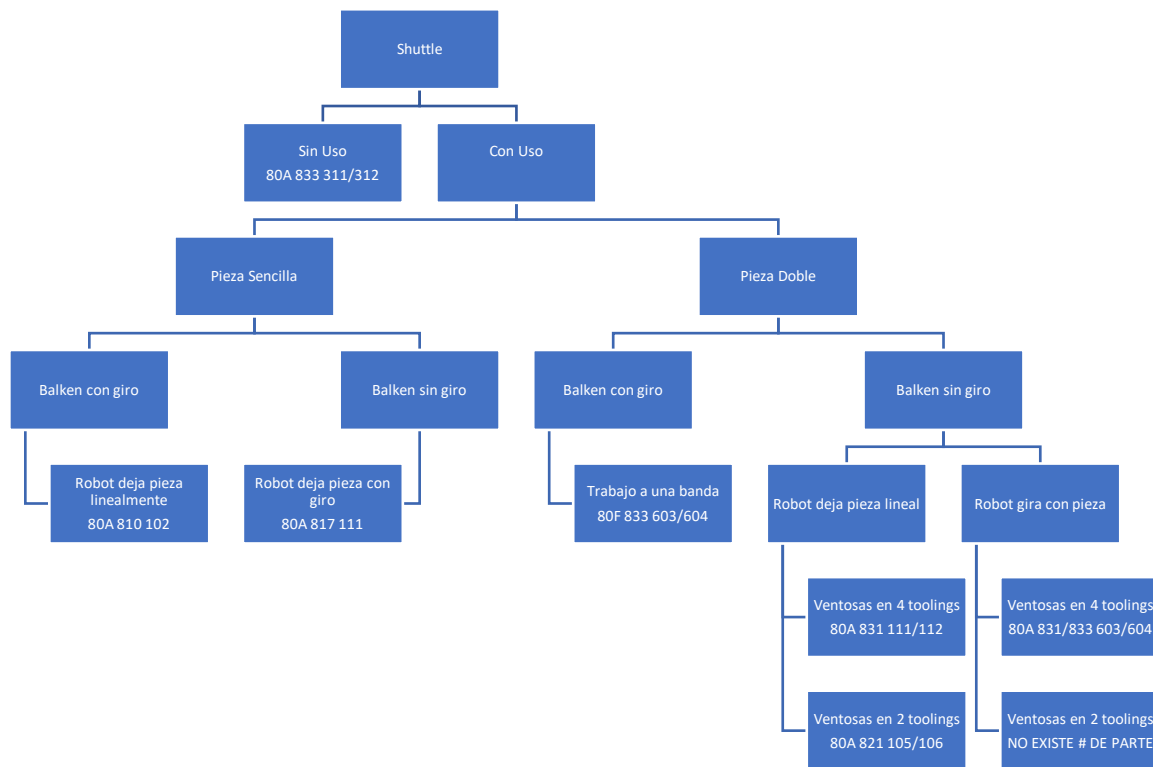 Shuttle
Sin Uso
80A 833 311/312
Con Uso
Pieza Sencilla
Pieza Doble
Balken con giro
Balken sin giro
Balken con giro
Balken sin giro
Robot deja pieza
linealmente
80A 810 102
Robot deja pieza con
giro
80A 817 111
Trabajo a una banda
80F 833 603/604
Robot deja pieza lineal
Robot gira con pieza
Ventosas en 4 toolings
80A 831 111/112
Ventosas en 4 toolings
80A 831/833 603/604
Ventosas en 2 toolings
80A 821 105/106
Ventosas en 2 toolings
NO EXISTE # DE PARTE